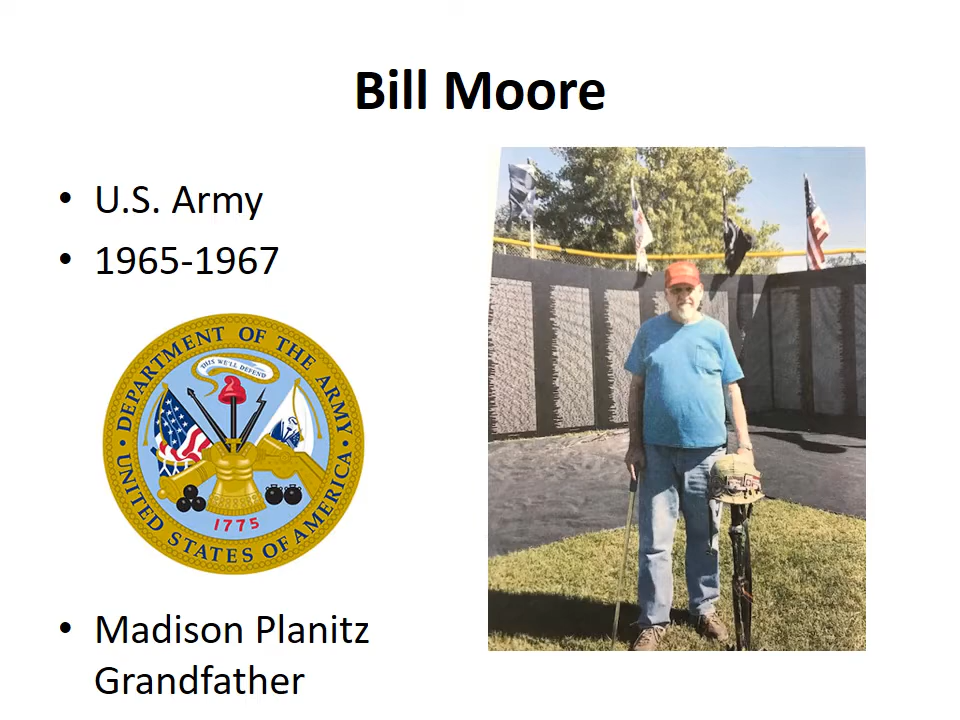 Bill Moore
• U.S. Army
• 1965-1967
DEPARTMENT OF THE ARMY
THIS WE'LL DEFEND
1775
UNITED STATES OF AMERICA
• Madison Planitz
Grandfather